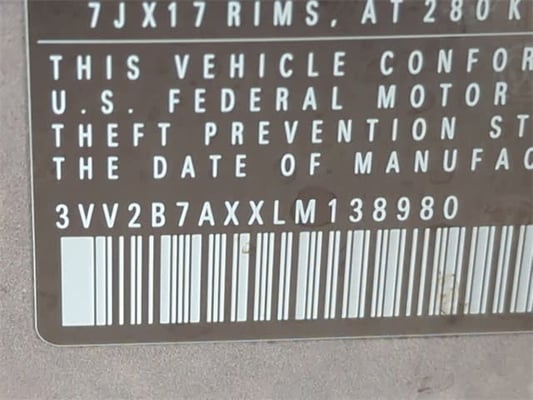 7JX17 RIMS, AT 280 K
THIS VEHICLE CONFOR
U.S. FEDERAL MOTOR
THEFT PREVENTION ST
THE DATE OF MANUFAC
3VV2B7AXXLM138980